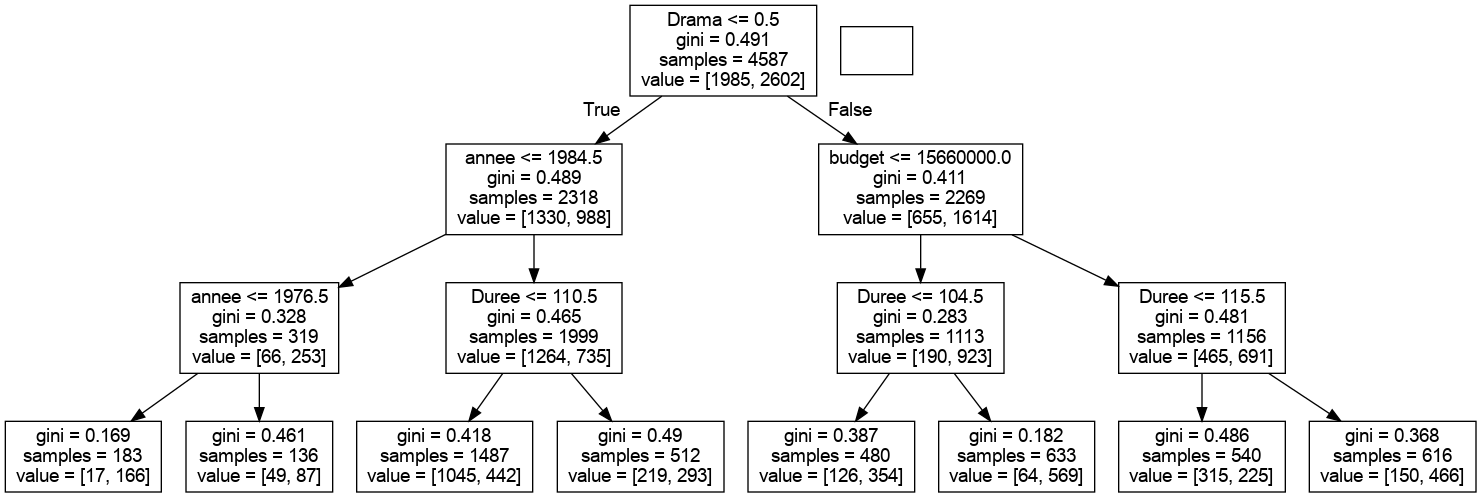 Drama <= 0.5
gini = 0.491
samples = 4587
value = [1985, 2602]
True
False
annee <= 1984.5
gini = 0.489
samples = 2318
value = [1330, 988]
budget <= 15660000.0
gini = 0.411
samples = 2269
value = [655, 1614]
annee <= 1976.5
gini = 0.328
samples = 319
value = [66, 253]
Duree <= 110.5
gini = 0.465
samples = 1999
value = [1264, 735]
Duree <= 104.5
gini = 0.283
samples = 1113
value = [190, 923]
Duree <= 115.5
gini = 0.481
samples = 1156
value = [465, 691]
gini = 0.169
samples = 183
value = [17, 166]
gini = 0.461
samples = 136
value = [49, 87]
gini = 0.418
samples = 1487
value = [1045, 442]
gini = 0.49
samples = 512
value = [219, 293]
gini = 0.387
samples = 480
value = [126, 354]
gini = 0.182
samples = 633
value = [64, 569]
gini = 0.486
samples = 540
value = [315, 225]
gini = 0.368
samples = 616
value = [150, 466]